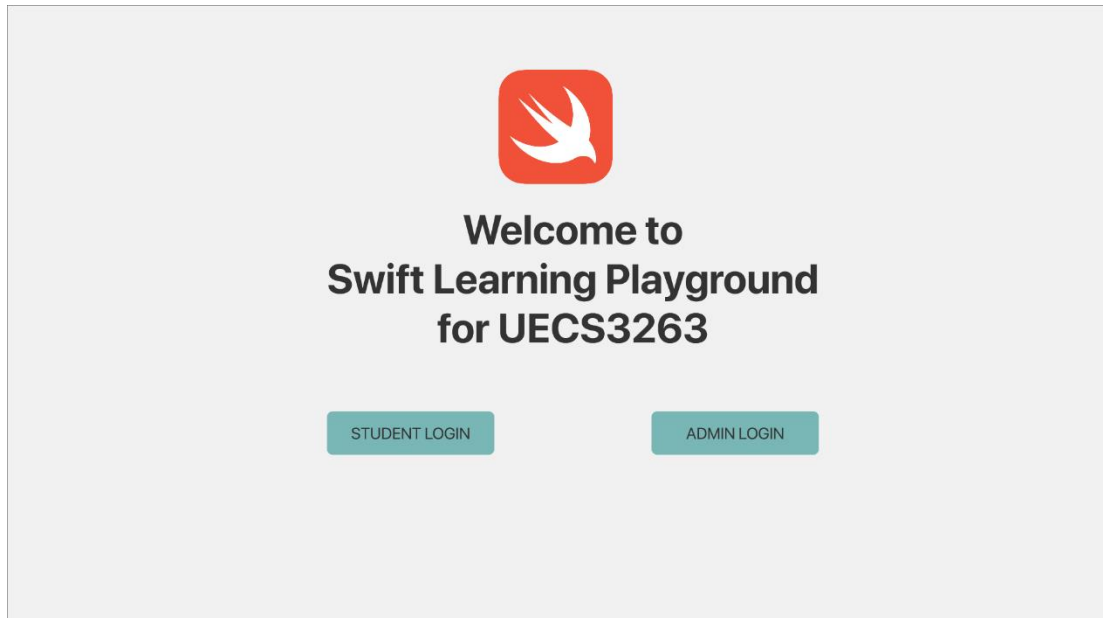 Welcome to
Swift Learning Playground
for UECS3263
STUDENT LOGIN
ADMIN LOGIN